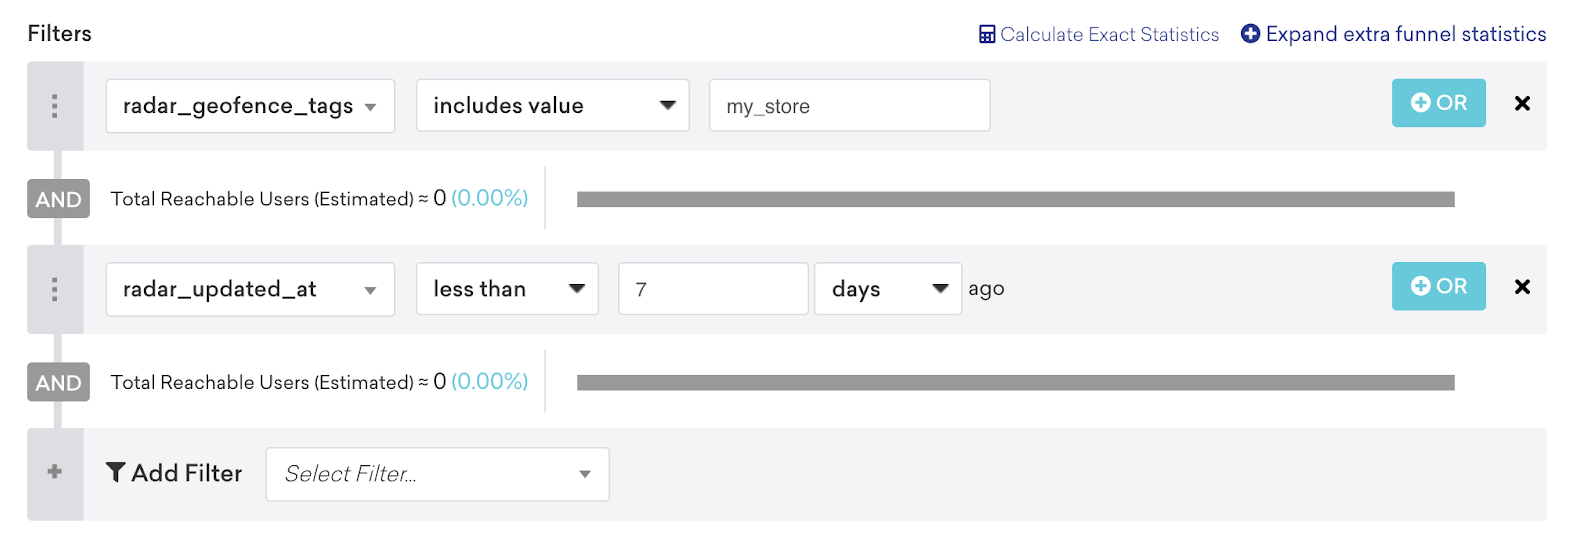 Filters
Calculate Exact Statistics Expand extra funnel statistics
radar_geofence_tags includes value my_store OR
AND Total Reachable Users (Estimated) ≈ 0 (0.00%)
radar_updated_at less than 7 days ago OR
AND Total Reachable Users (Estimated) ≈ 0 (0.00%)
Add Filter Select Filter...